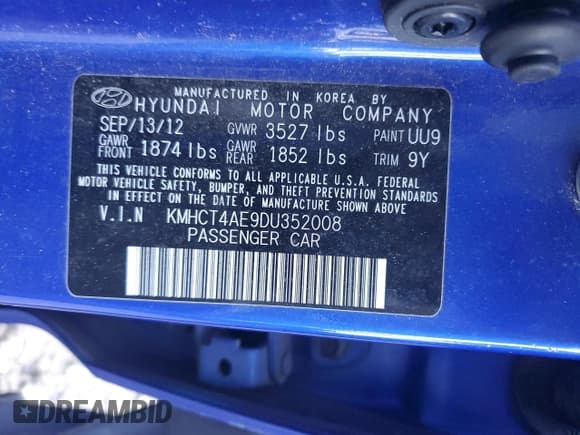 MANUFACTURED IN KOREA BY
HYUNDAI MOTOR COMPANY
SEP/13/12 GVWR 3527 lbs PAINT UU9
GAWR FRONT 1874 lbs GAWR REAR 1852 lbs TRIM 9Y
THIS VEHICLE CONFORMS TO ALL APPLICABLE U.S.A. FEDERAL
MOTOR VEHICLE SAFETY, BUMPER, AND THEFT PREVENTION STANDARDS
IN EFFECT ON THE DATE OF MANUFACTURE SHOWN ABOVE
V.I.N KMHCT4AE9DU352008
PASSENGER CAR
DREAMBID